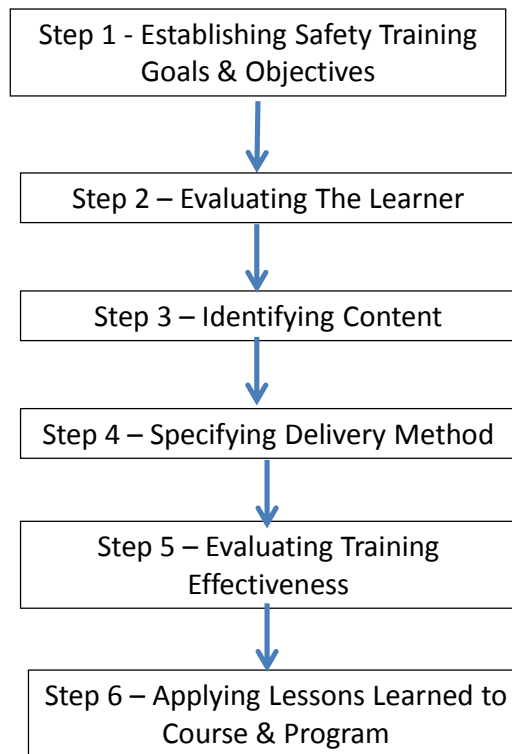 Step 1 - Establishing Safety Training
Goals & Objectives
Step 2 – Evaluating The Learner
Step 3 – Identifying Content
Step 4 – Specifying Delivery Method
Step 5 – Evaluating Training
Effectiveness
Step 6 – Applying Lessons Learned to
Course & Program